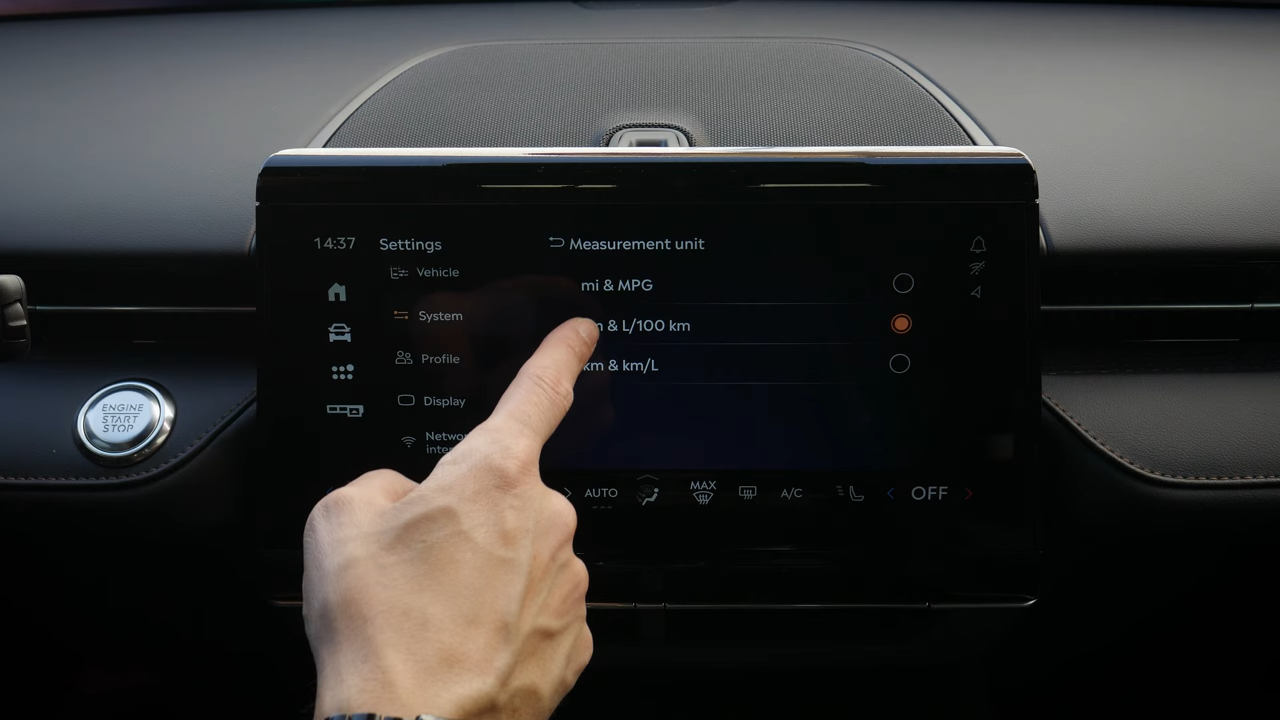 14:37
Settings
Measurement unit
Vehicle
System
Profile
Display
mi & MPG
& L/100 km
km & km/L
ENGINE
START
STOP
AUTO
MAX
A/C
OFF